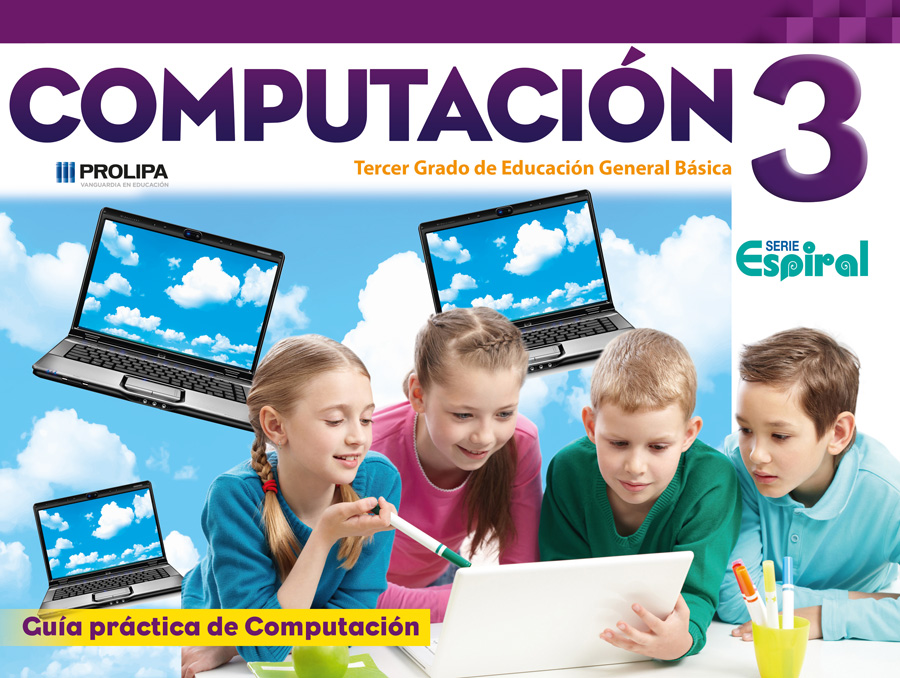 COMPUTACIÓN 3
PROLIPA
VANGUARDIA EN EDUCACIÓN
Tercer Grado de Educación General Básica
SERIE
Espiral
Guía práctica de Computación